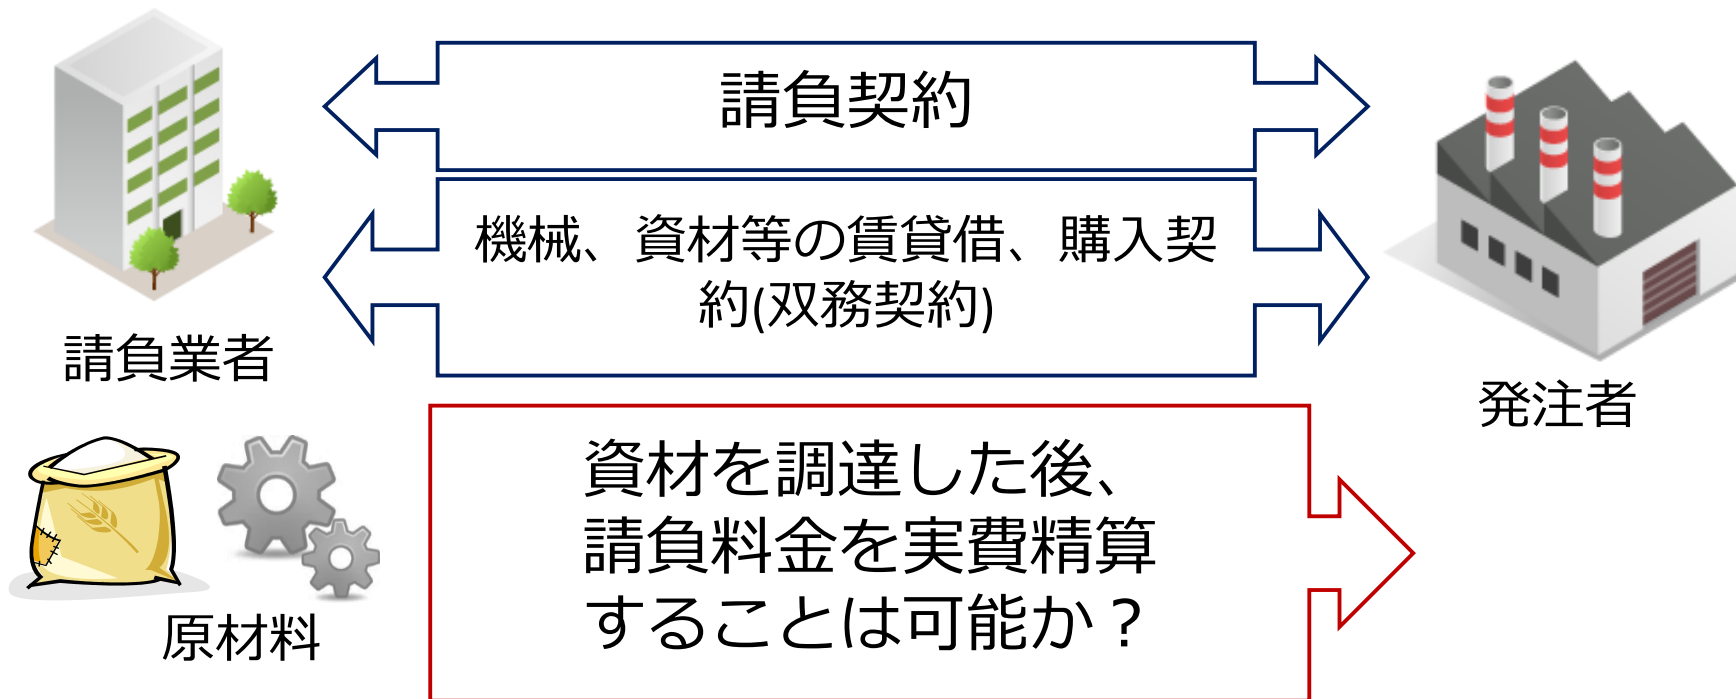 請負契約
機械、資材等の賃貸借、購入契
約(双務契約)
請負業者
発注者
資材を調達した後、
請負料金を実費精算
することは可能か？
原材料